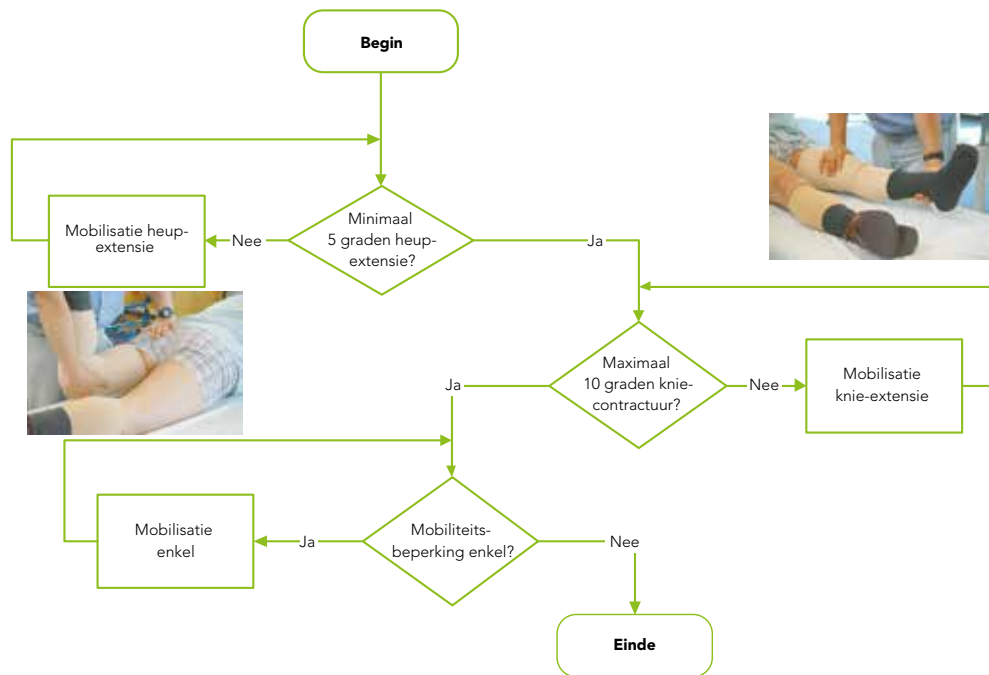 Begin
Minimaal
5 graden heup-
extensie?
Nee
Mobilisatie heup-
extensie
Ja
Maximaal
10 graden knie-
contractuur?
Nee
Mobilisatie
knie-extensie
Ja
Mobiliteits-
beperking enkel?
Ja
Mobilisatie
enkel
Nee
Einde